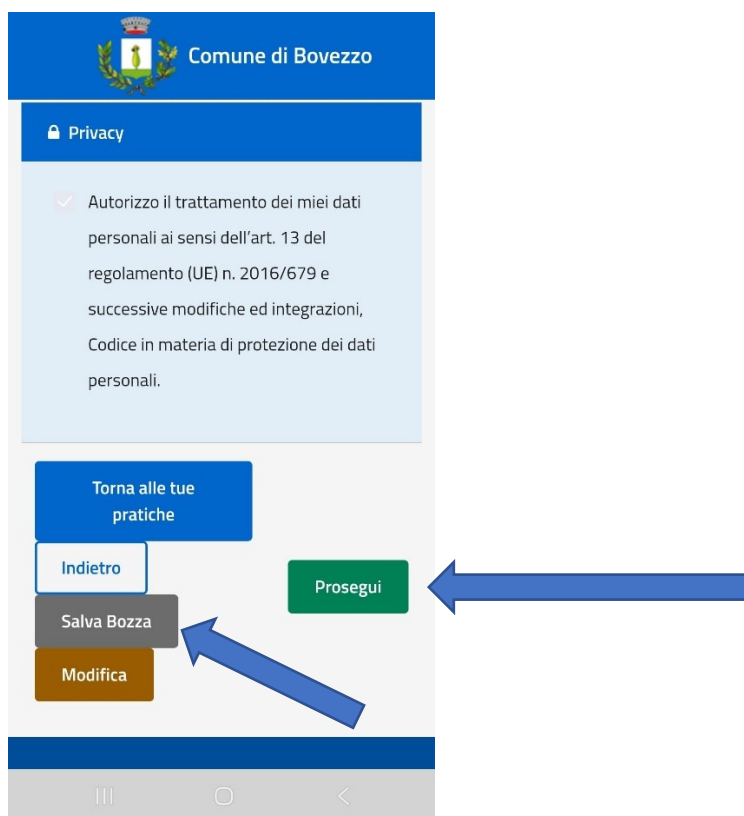 Comune di Bovezzo
Privacy
Autorizzo il trattamento dei miei dati
personali ai sensi dell'art. 13 del
regolamento (UE) n. 2016/679 e
successive modifiche ed integrazioni,
Codice in materia di protezione dei dati
personali.
Torna alle tue
pratiche
Indietro
Prosegui
Salva Bozza
Modifica